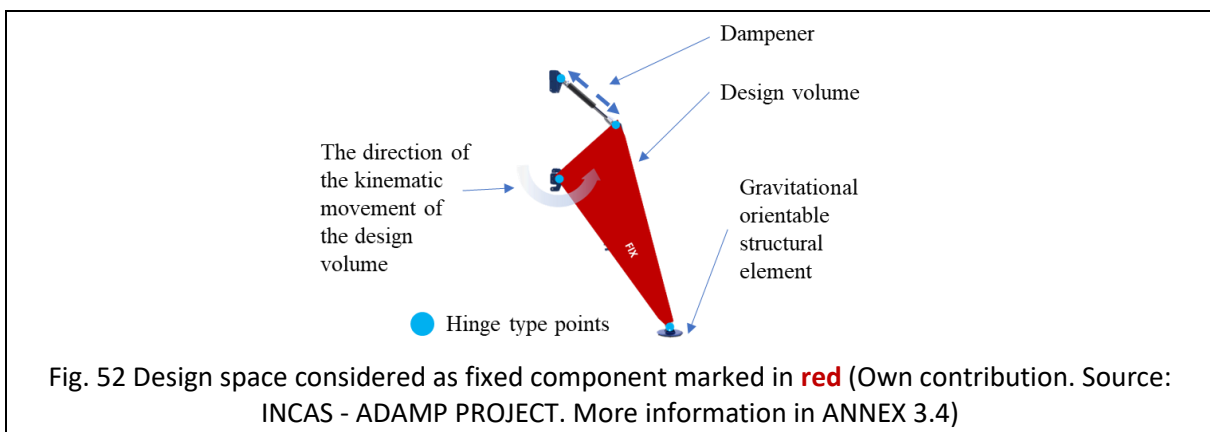 Dampener
Design volume
The direction of
the kinematic
movement of
the design
volume
Gravitational
orientable
structural
element
FIX
Hinge type points
Fig. 52 Design space considered as fixed component marked in red (Own contribution. Source:
INCAS - ADAMP PROJECT. More information in ANNEX 3.4)